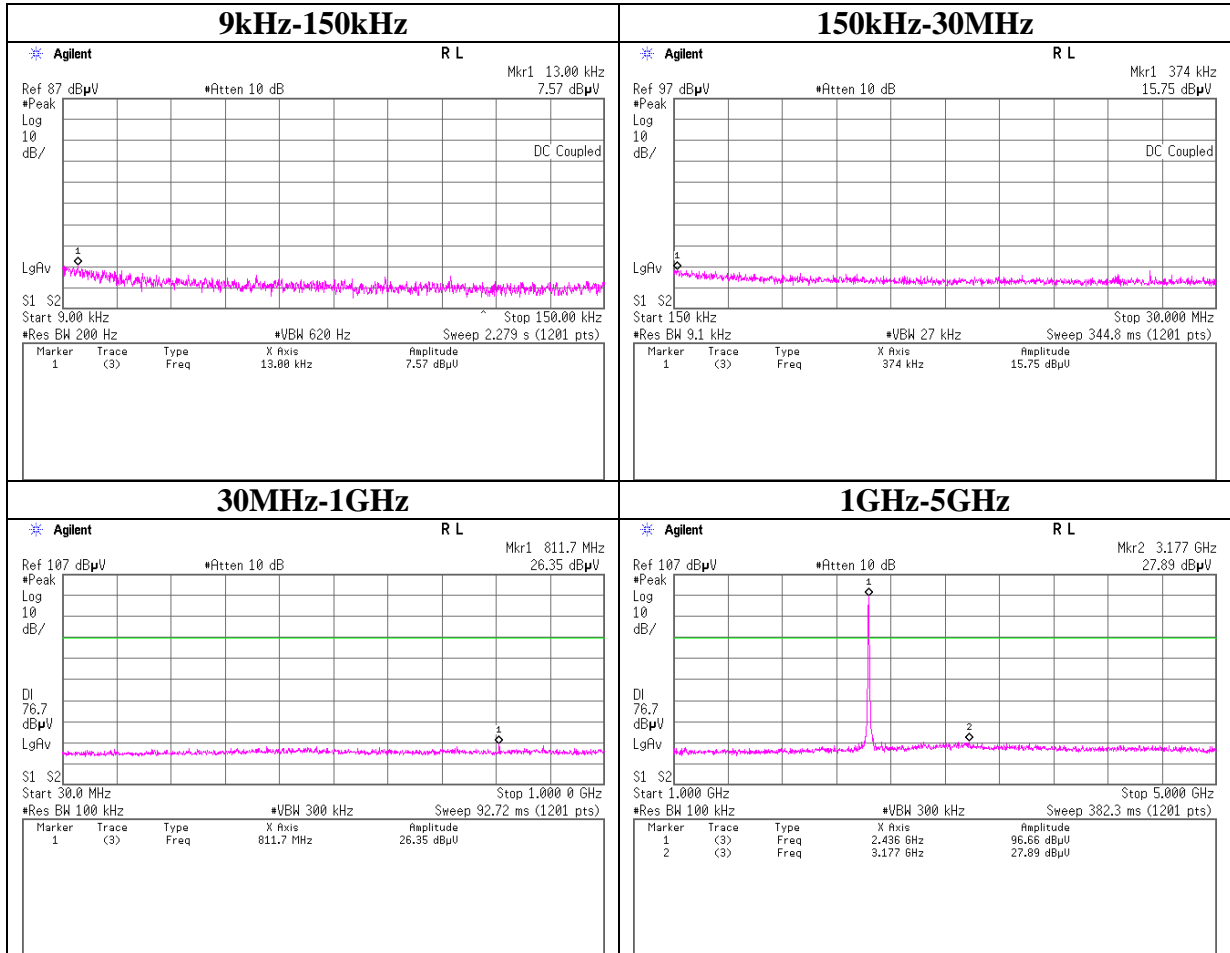 9kHz-150kHz
Agilent R L
Mkr1 13.00 kHz
Ref 87 dBµV #Atten 10 dB 7.57 dBµV
#Peak
Log
10
dB/
DC Coupled
1
LgAv
S1 S2
Start 9.00 kHz ^ Stop 150.00 kHz
#Res BW 200 Hz #VBW 620 Hz Sweep 2.279 s (1201 pts)
Marker Trace Type X Axis Amplitude
1 (3) Freq 13.00 kHz 7.57 dBµV
150kHz-30MHz
Agilent R L
Mkr1 374 kHz
Ref 97 dBµV #Atten 10 dB 15.75 dBµV
#Peak
Log
10
dB/
DC Coupled
1
LgAv
S1 S2
Start 150 kHz Stop 30.000 MHz
#Res BW 9.1 kHz #VBW 27 kHz Sweep 344.8 ms (1201 pts)
Marker Trace Type X Axis Amplitude
1 (3) Freq 374 kHz 15.75 dBµV
30MHz-1GHz
Agilent R L
Mkr1 811.7 MHz
Ref 107 dBµV #Atten 10 dB 26.35 dBµV
#Peak
Log
10
dB/
DI
76.7
dBµV
1
LgAv
S1 S2
Start 30.0 MHz Stop 1.000 0 GHz
#Res BW 100 kHz #VBW 300 kHz Sweep 92.72 ms (1201 pts)
Marker Trace Type X Axis Amplitude
1 (3) Freq 811.7 MHz 26.35 dBµV
1GHz-5GHz
Agilent R L
Mkr2 3.177 GHz
Ref 107 dBµV #Atten 10 dB 27.89 dBµV
#Peak
1
Log
10
dB/
DI
76.7
dBµV
2
LgAv
S1 S2
Start 1.000 GHz Stop 5.000 GHz
#Res BW 100 kHz #VBW 300 kHz Sweep 382.3 ms (1201 pts)
Marker Trace Type X Axis Amplitude
1 (3) Freq 2.436 GHz 96.66 dBµV
2 (3) Freq 3.177 GHz 27.89 dBµV